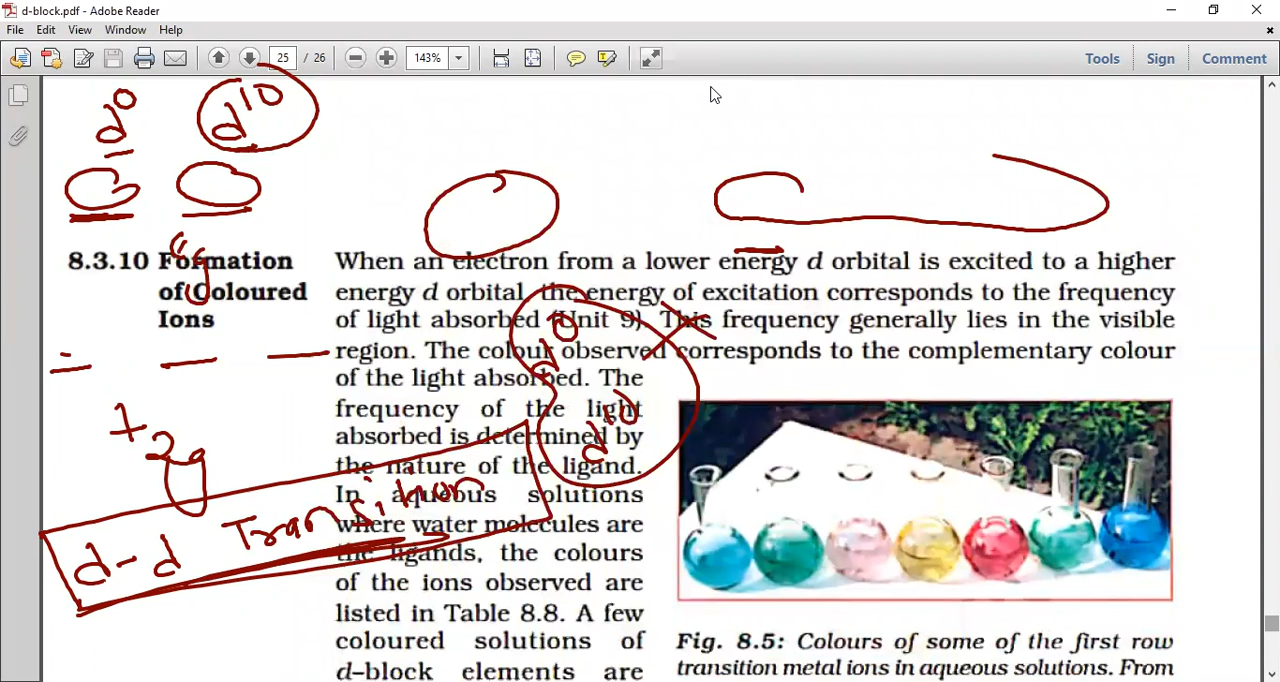 d-block.pdf - Adobe Reader
File Edit View Window Help
25 / 26 143% Tools Sign Comment
d⁰ d¹⁰
eg
8.3.10 Formation of Coloured Ions
When an electron from a lower energy d orbital is excited to a higher
energy d orbital, the energy of excitation corresponds to the frequency
of light absorbed (Unit 9). This frequency generally lies in the visible
region. The colour observed corresponds to the complementary colour
of the light absorbed. The
frequency of the light
absorbed is determined by
the nature of the ligand.
In aqueous solutions
where water molecules are
the ligands, the colours
of the ions observed are
listed in Table 8.8. A few
coloured solutions of
d–block elements are
d⁰
d¹⁰
t2g
d-d Transition
Fig. 8.5: Colours of some of the first row
transition metal ions in aqueous solutions. From